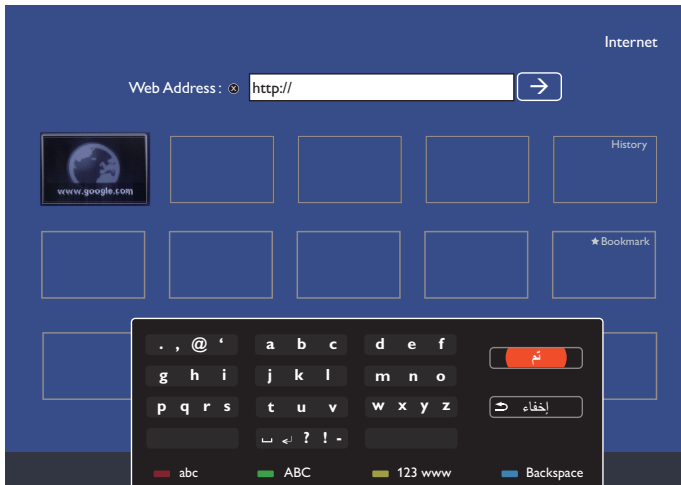 Internet
Web Address : http://
www.google.com
History
★ Bookmark
. , @ ‘ a b c d e f
تم
g h i j k l m n o
p q r s t u v w x y z
إخفاء
? ! -
abc ABC 123 www Backspace